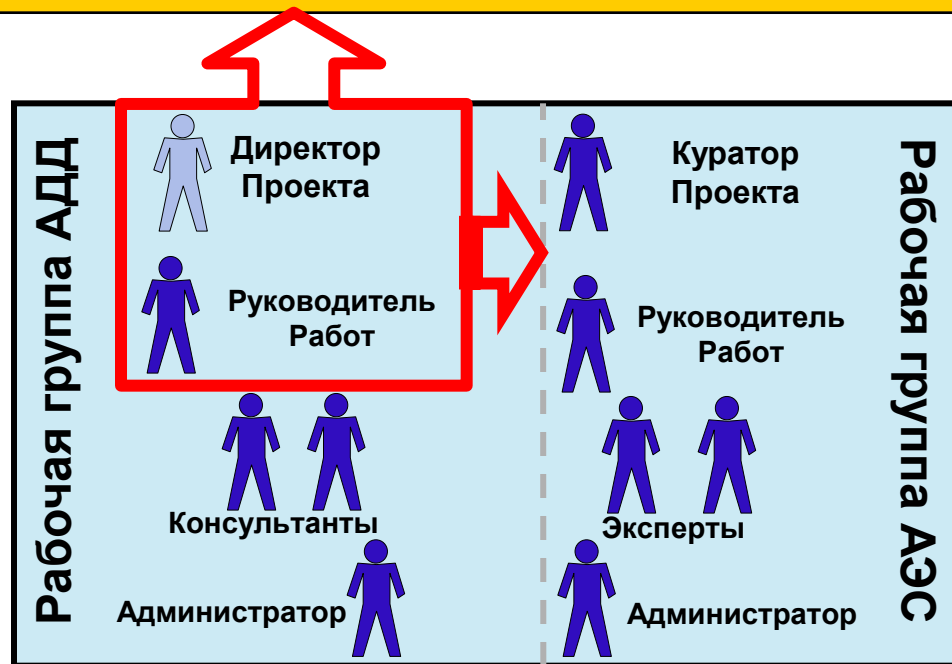 Рабочая группа АДД
Директор
Проекта
Руководитель
Работ
Консультанты
Администратор
Куратор
Проекта
Руководитель
Работ
Эксперты
Администратор
Рабочая группа АЭС